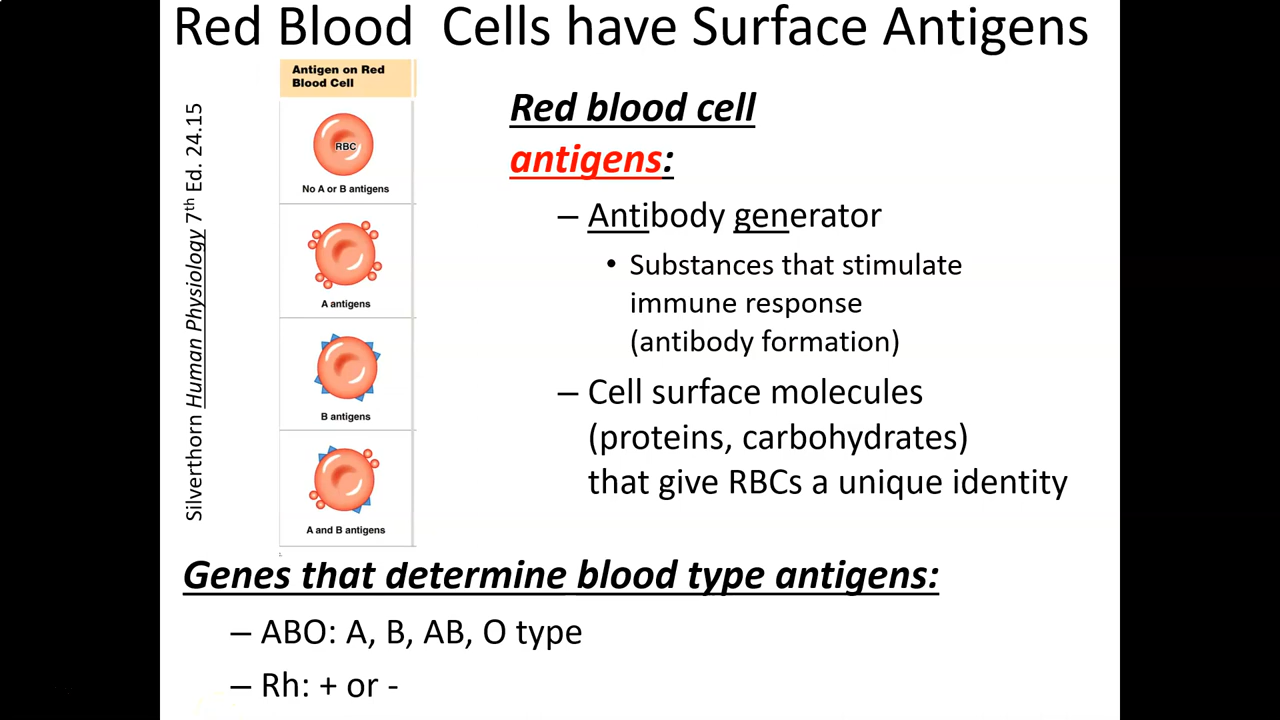 Red Blood  Cells have Surface Antigens
Silverthorn Human Physiology 7th Ed. 24.15
Antigen on Red
Blood Cell
RBC
No A or B antigens
A antigens
B antigens
A and B antigens
Red blood cell
antigens:
– Antibody generator
• Substances that stimulate
immune response
(antibody formation)
– Cell surface molecules
(proteins, carbohydrates)
that give RBCs a unique identity
Genes that determine blood type antigens:
– ABO: A, B, AB, O type
– Rh: + or -